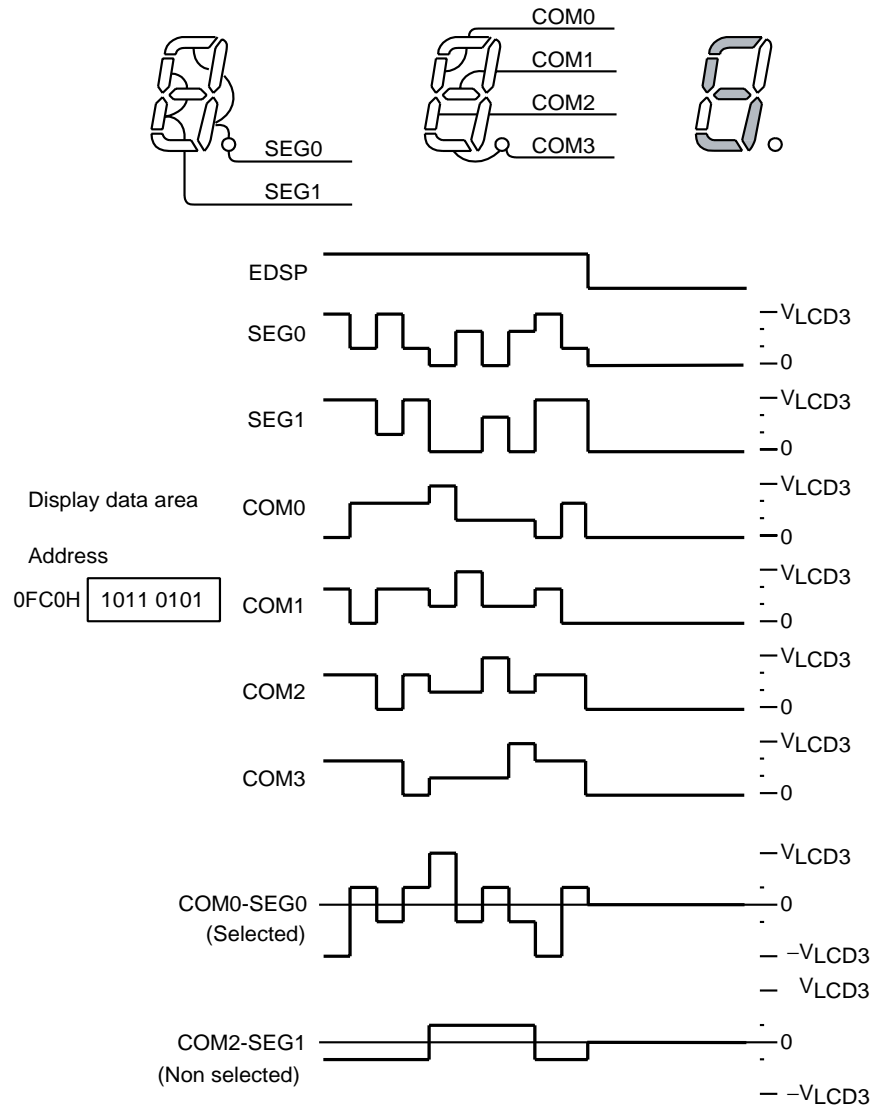 COM0
COM1
COM2
SEG0
COM3
SEG1
EDSP
VLCD3
SEG0
0
VLCD3
SEG1
0
VLCD3
Display data area
COM0
0
Address
VLCD3
0FC0H 1011 0101
COM1
0
VLCD3
COM2
0
VLCD3
COM3
0
VLCD3
COM0-SEG0
0
(Selected)
−VLCD3
VLCD3
COM2-SEG1
0
(Non selected)
−VLCD3